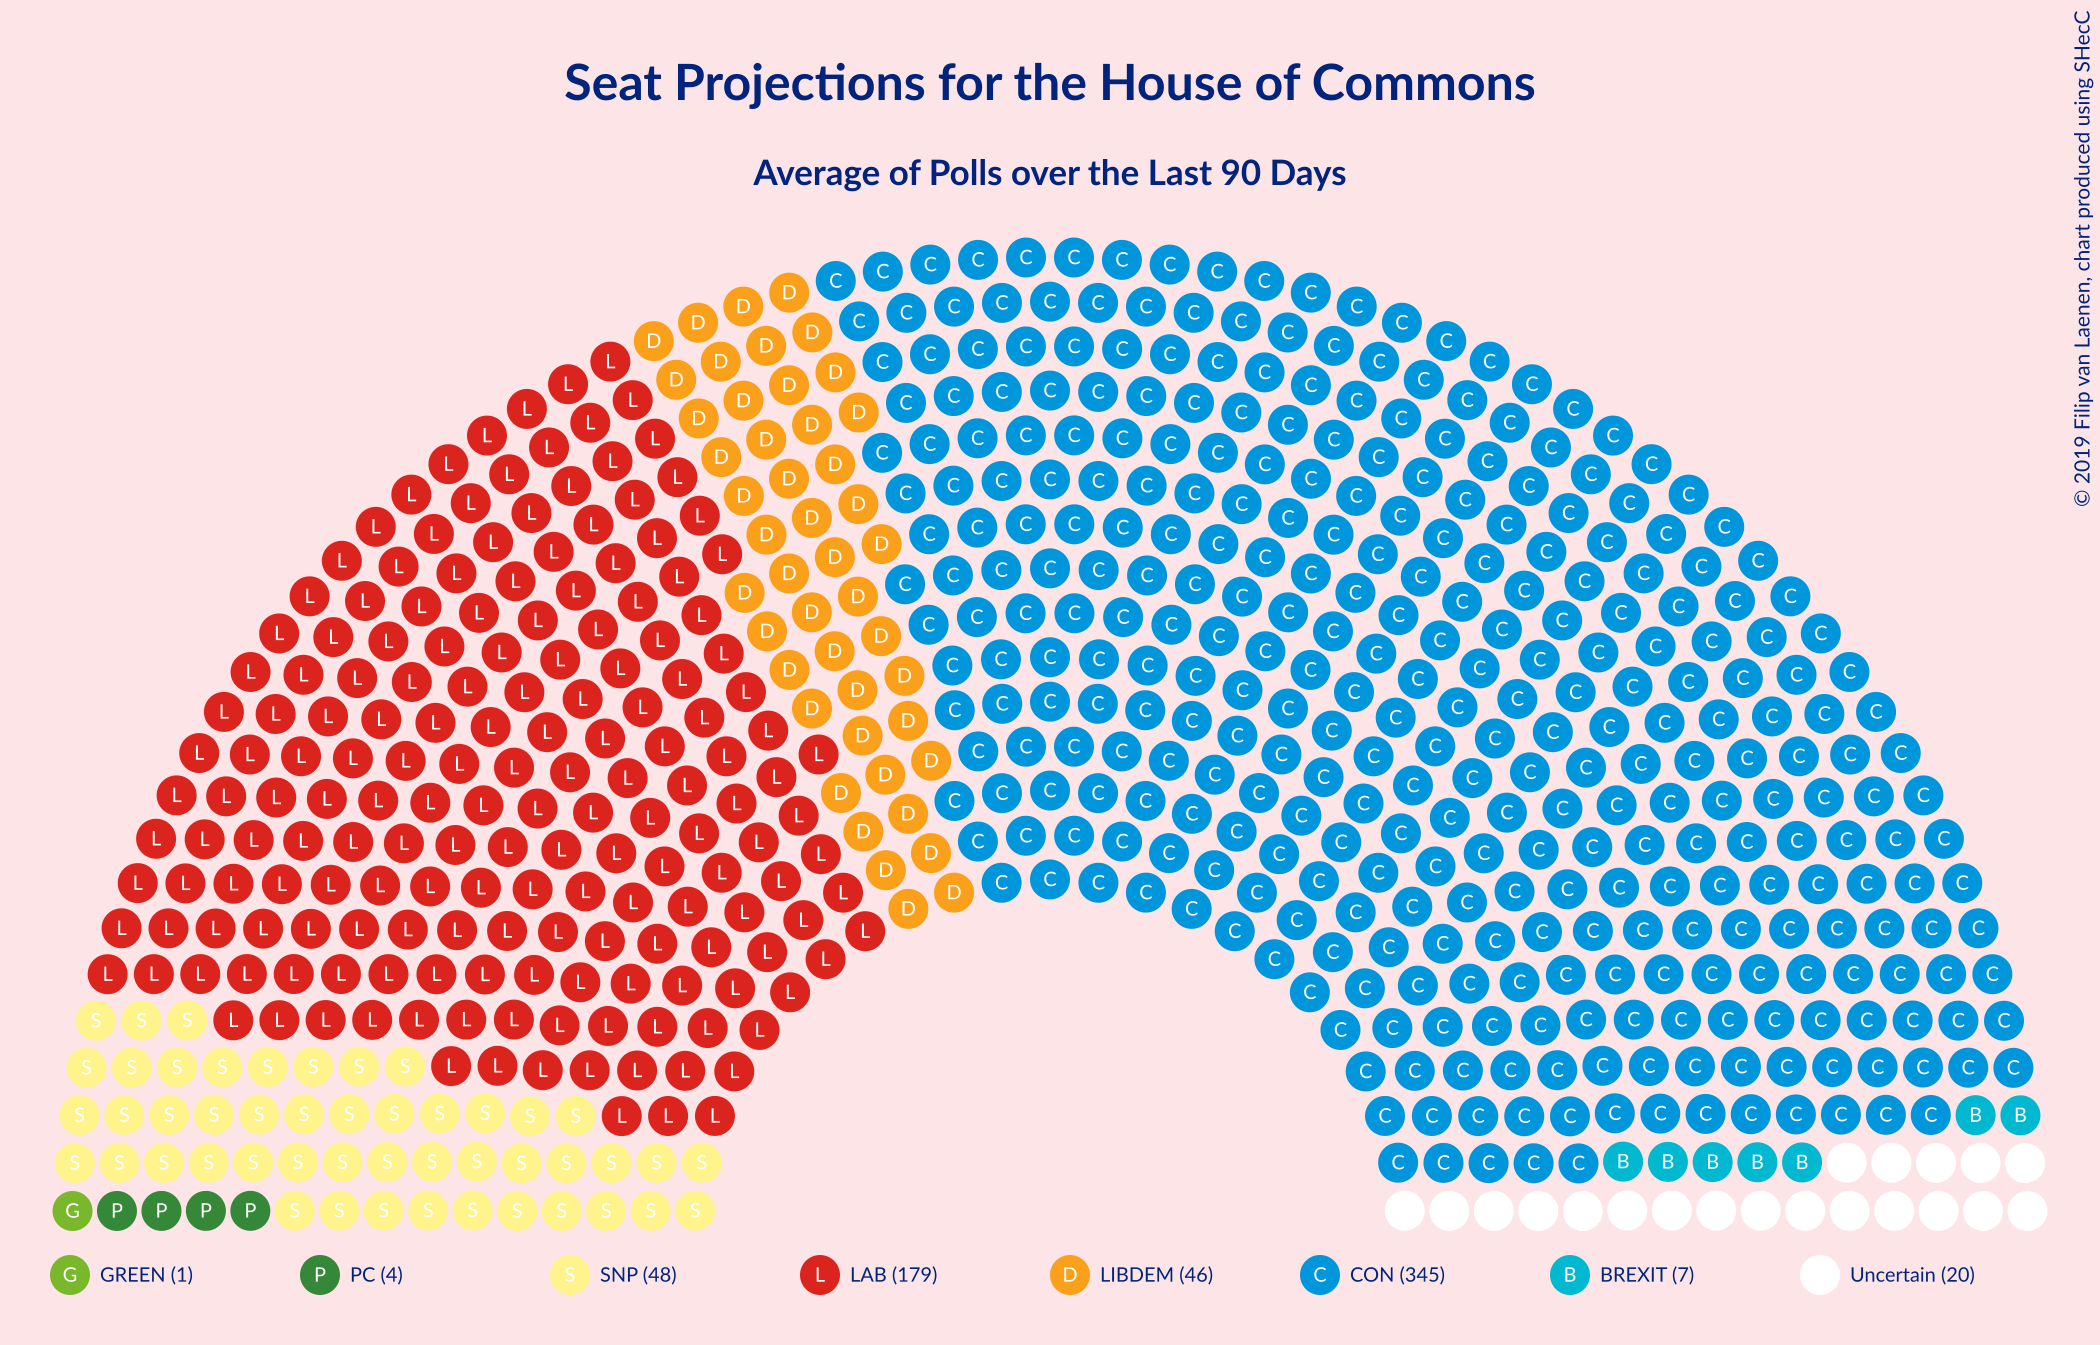 Seat Projections for the House of Commons
Average of Polls over the Last 90 Days
© 2019 Filip van Laenen, chart produced using SHecC
G GREEN (1)
P PC (4)
S SNP (48)
L LAB (179)
D LIBDEM (46)
C CON (345)
B BREXIT (7)
Uncertain (20)